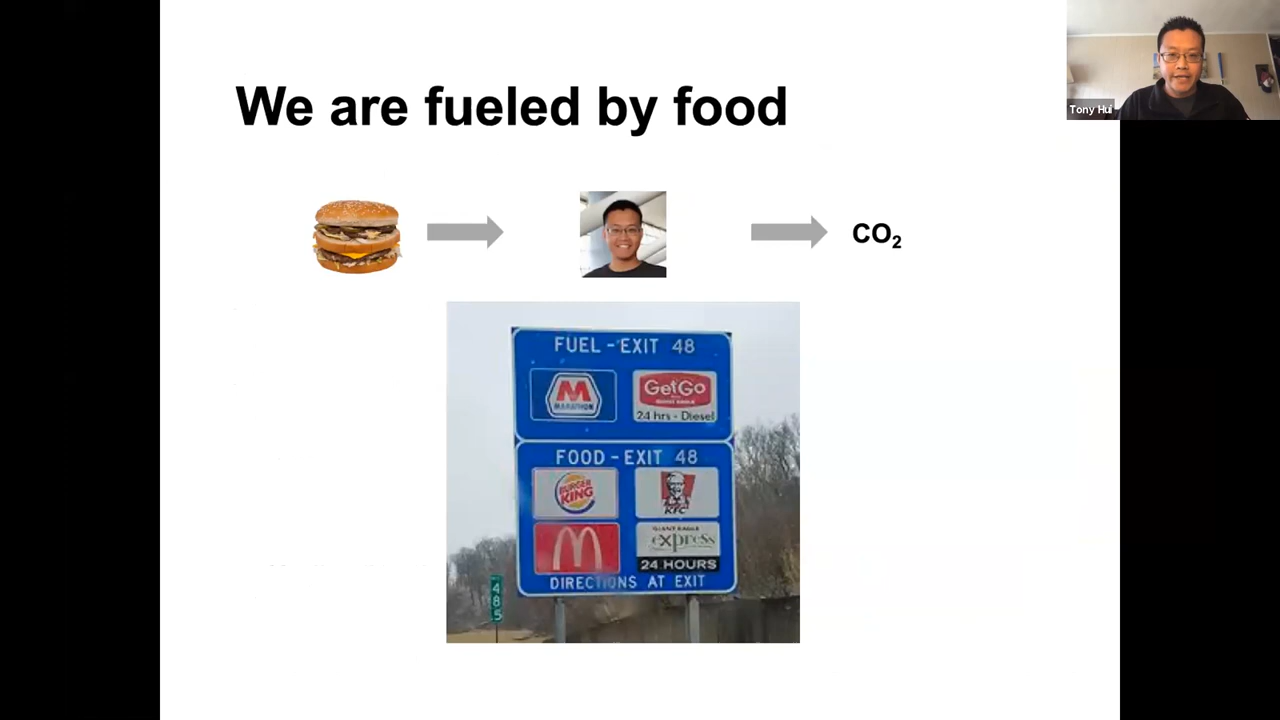 We are fueled by food
Tony Hui
CO₂
FUEL - EXIT 48
M
MARATHON
GetGo
24 hrs - Diesel
FOOD - EXIT 48
BURGER
KING
KFC
GIANT EAGLE
express
24 HOURS
DIRECTIONS AT EXIT
485